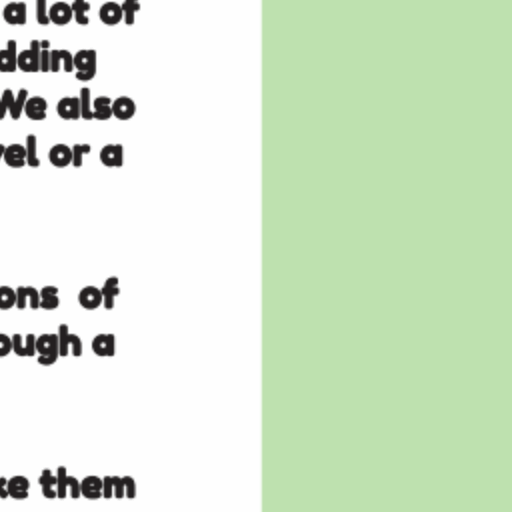 a lot of
dding
We also
vel or a
ons of
ough a
ke them